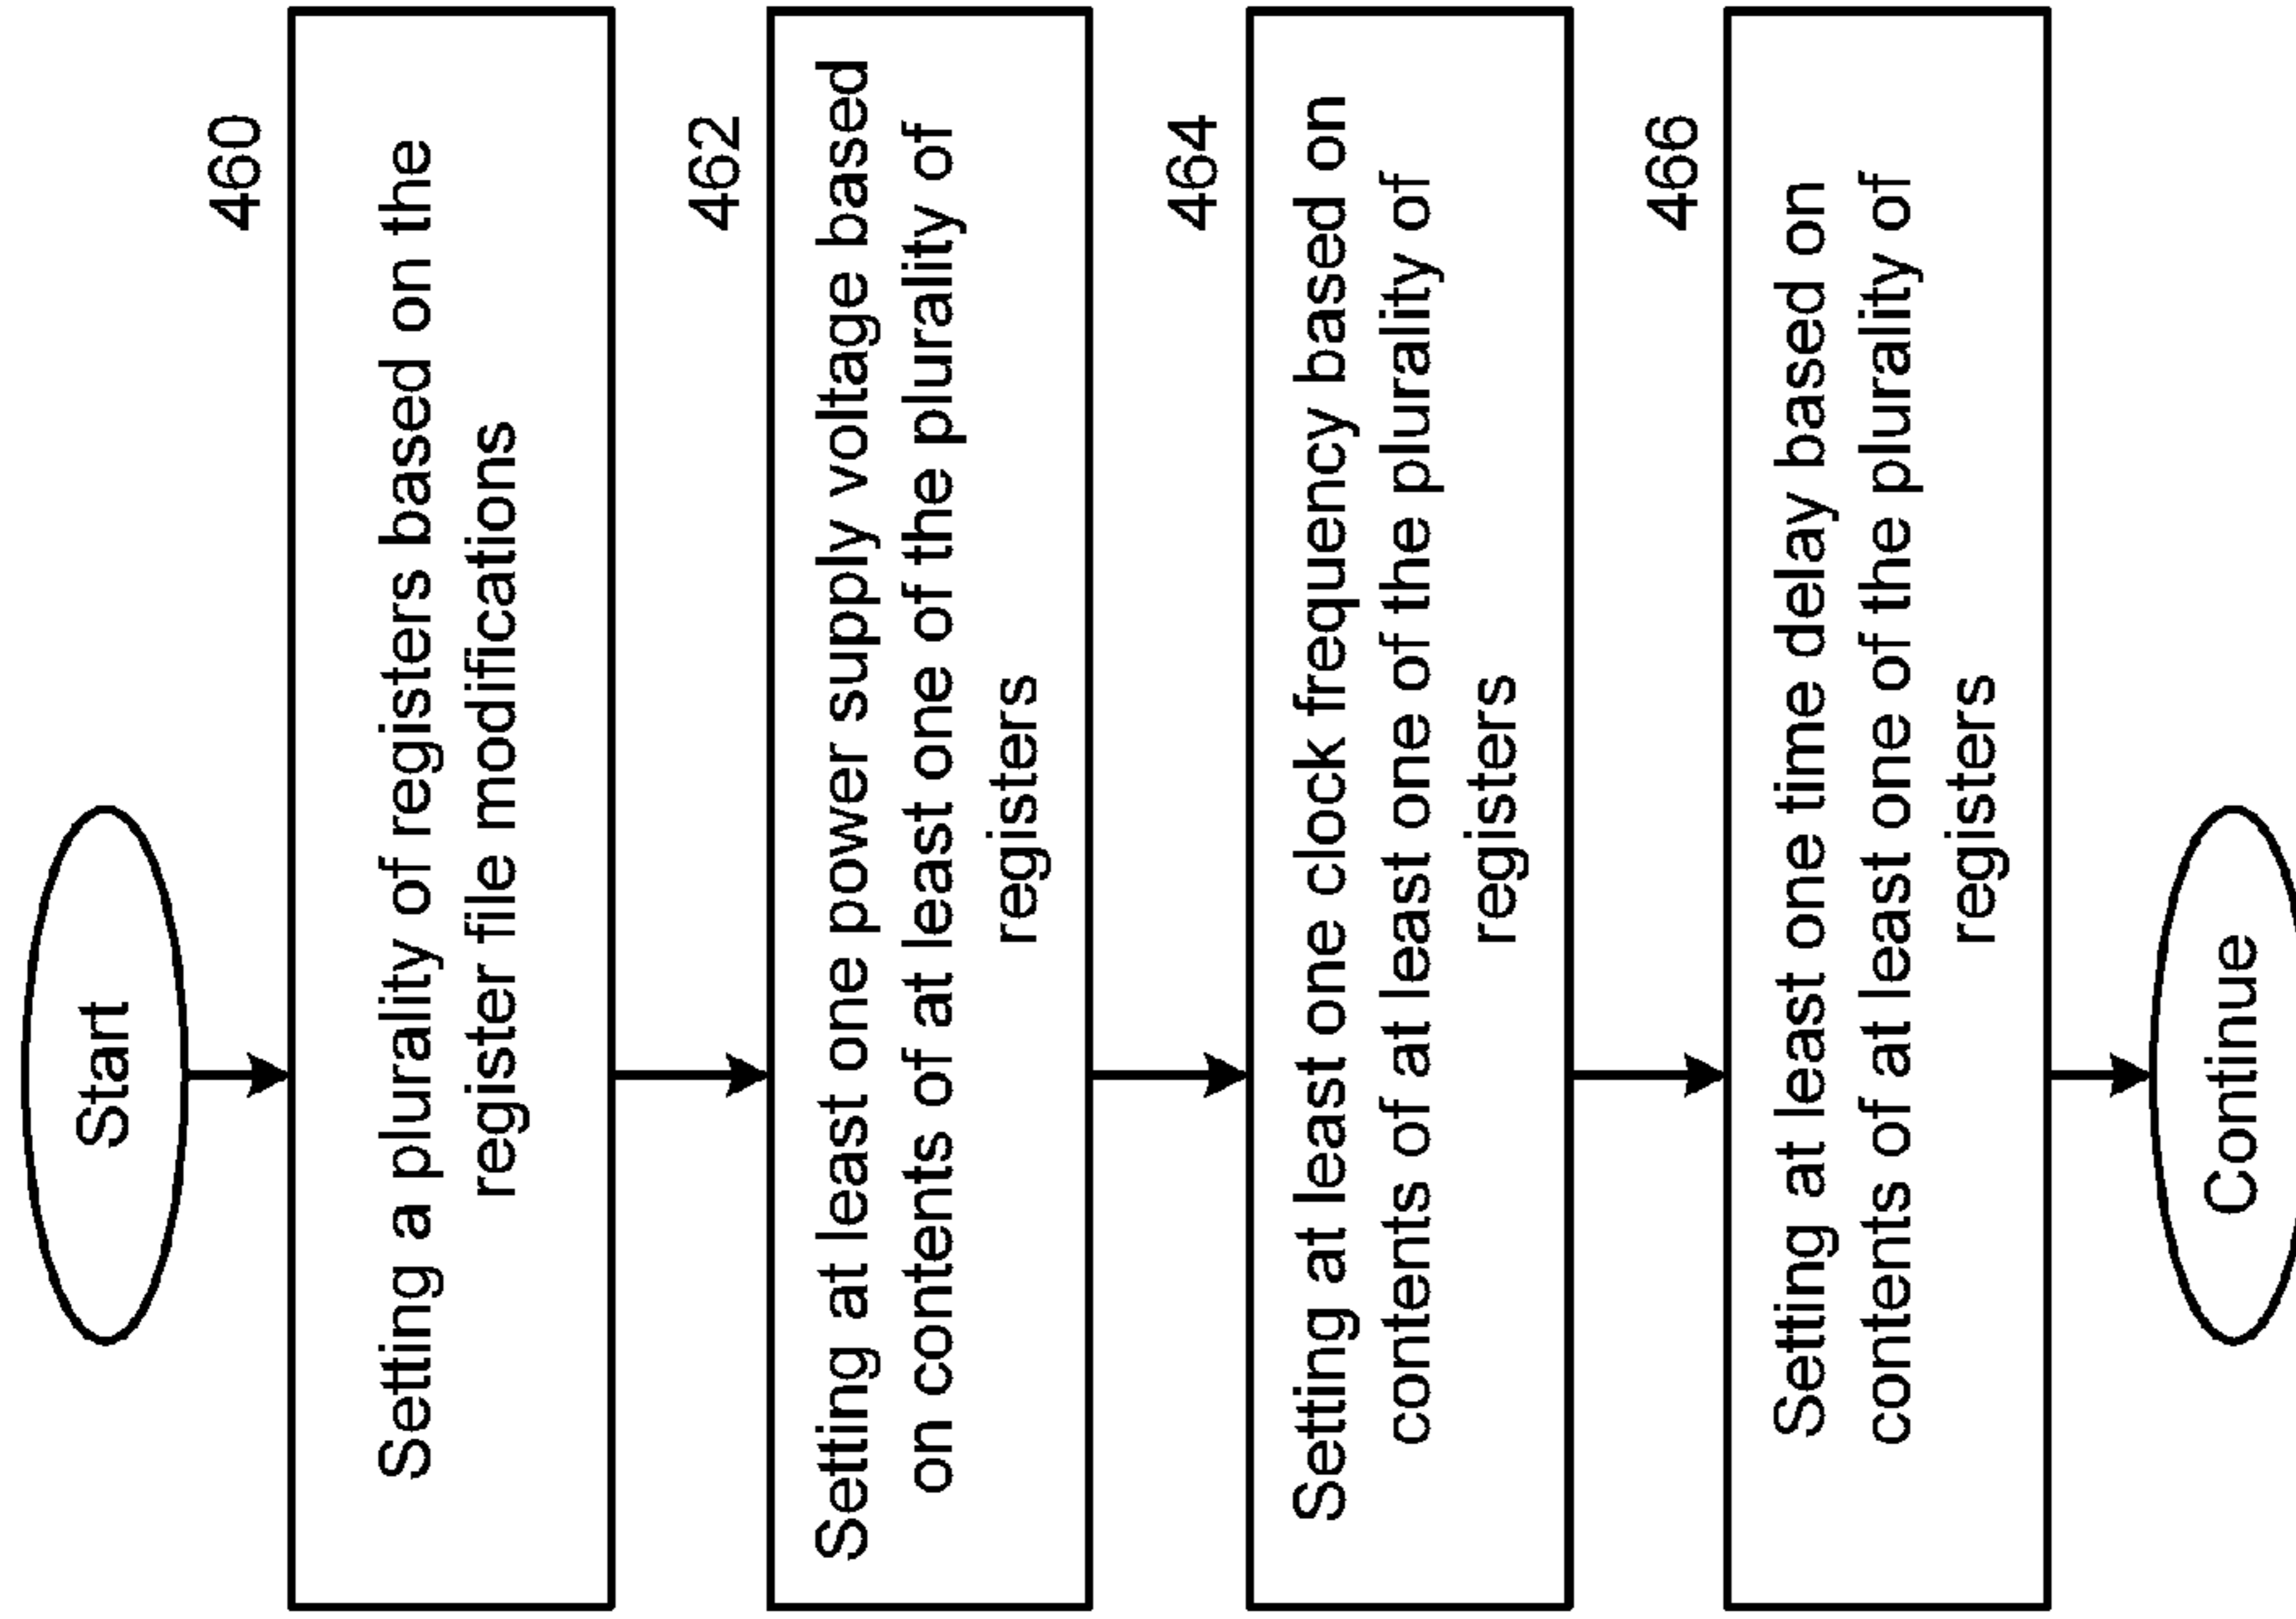 Start
460
Setting a plurality of registers based on the
register file modifications
462
Setting at least one power supply voltage based
on contents of at least one of the plurality of
registers
464
Setting at least one clock frequency based on
contents of at least one of the plurality of
registers
466
Setting at least one time delay based on
contents of at least one of the plurality of
registers
Continue